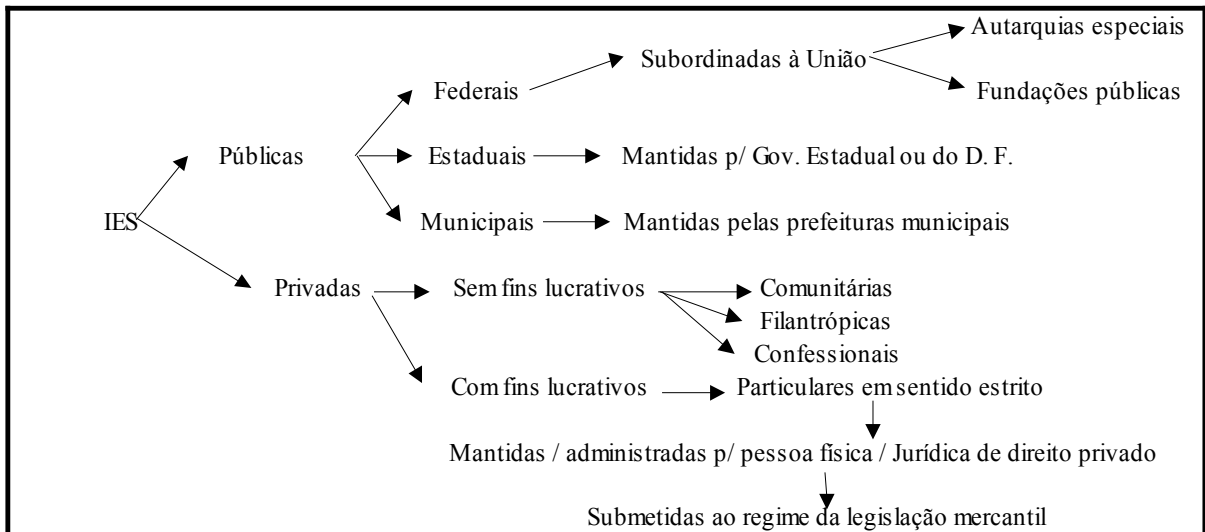 Autarquias especiais
Subordinadas à União
Federais
Fundações públicas
Públicas
Estaduais
Mantidas p/ Gov. Estadual ou do D. F.
IES
Municipais
Mantidas pelas prefeituras municipais
Privadas
Sem fins lucrativos
Comunitárias
Filantrópicas
Confessionais
Com fins lucrativos
Particulares em sentido estrito
Mantidas / administradas p/ pessoa física / Jurídica de direito privado
Submetidas ao regime da legislação mercantil